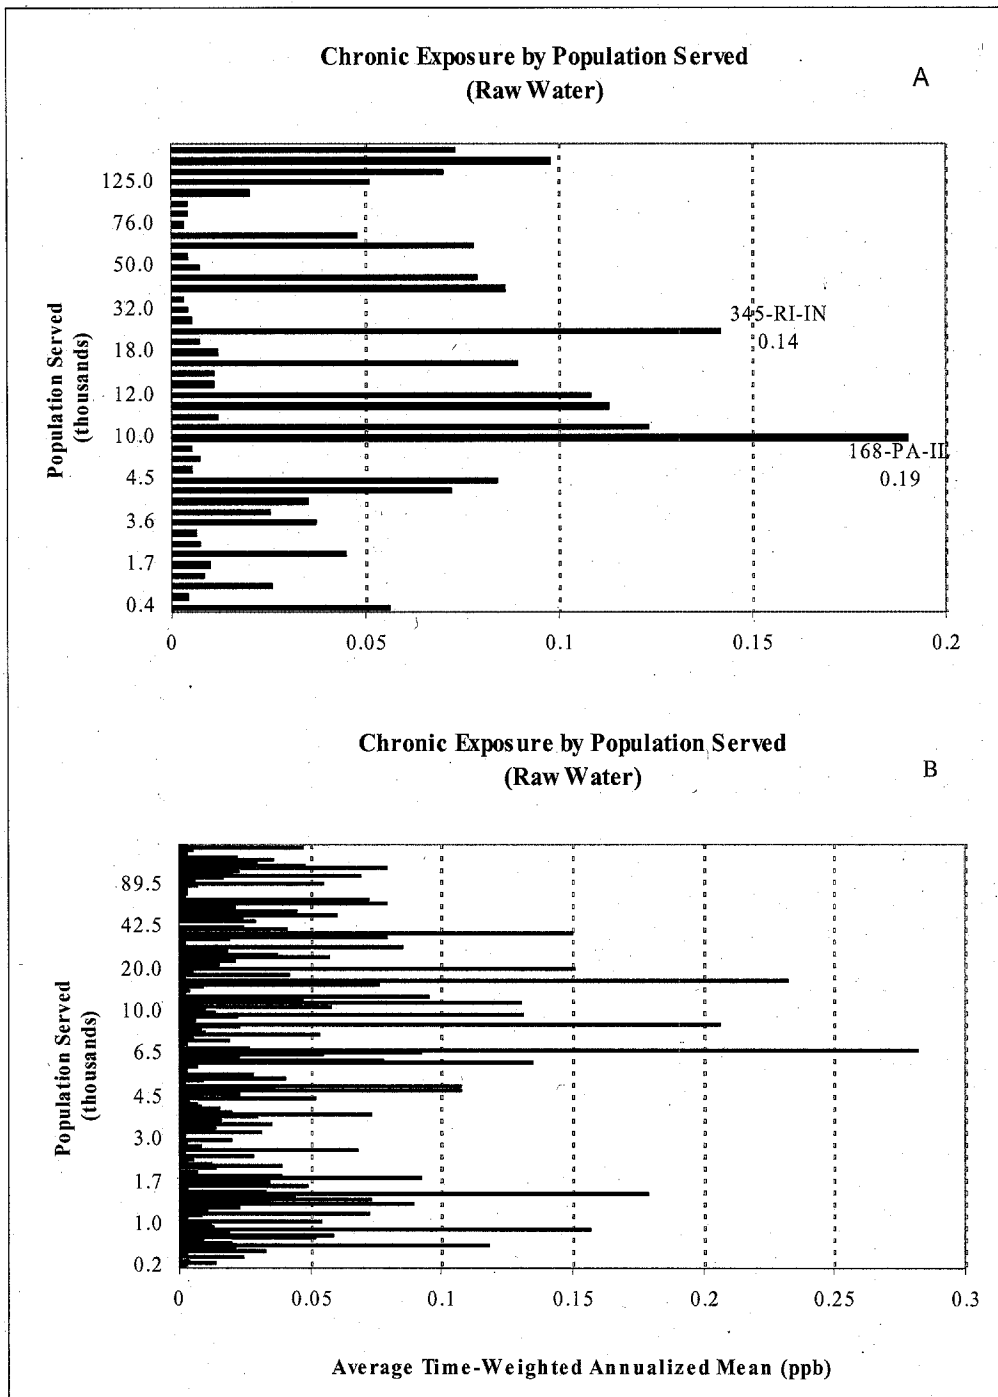 Chronic Exposure by Population Served
(Raw Water)
A
Population Served
(thousands)
125.0
76.0
50.0
32.0
18.0
12.0
10.0
4.5
3.6
1.7
0.4
345-RI-IN
0.14
168-PA-IL
0.19
0 0.05 0.1 0.15 0.2
Chronic Exposure by Population Served
(Raw Water)
B
Population Served
(thousands)
89.5
42.5
20.0
10.0
6.5
4.5
3.0
1.7
1.0
0.2
0 0.05 0.1 0.15 0.2 0.25 0.3
Average Time-Weighted Annualized Mean (ppb)